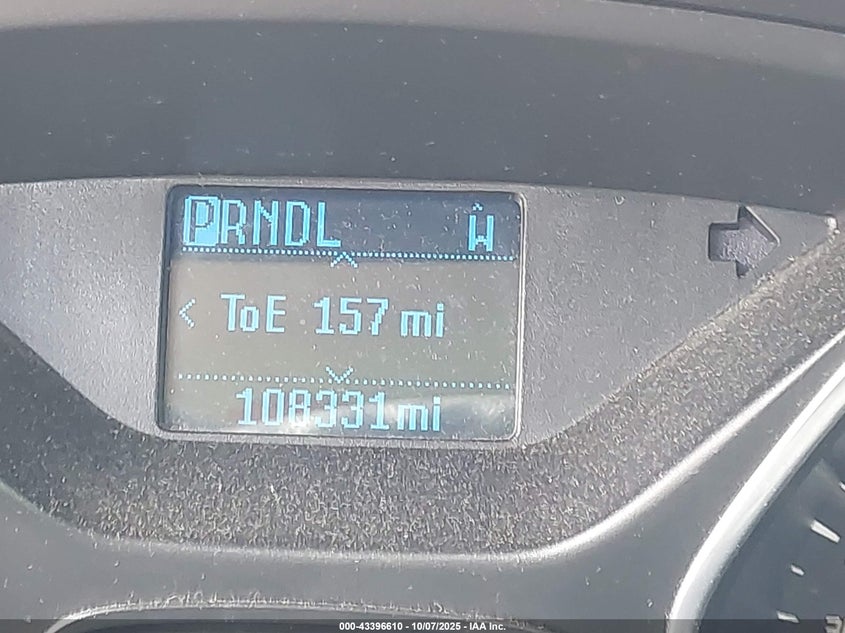 PRNDL Ŵ
< ToE 157 mi
108331mi
000-43396610 - 10/07/2025 - IAA Inc.